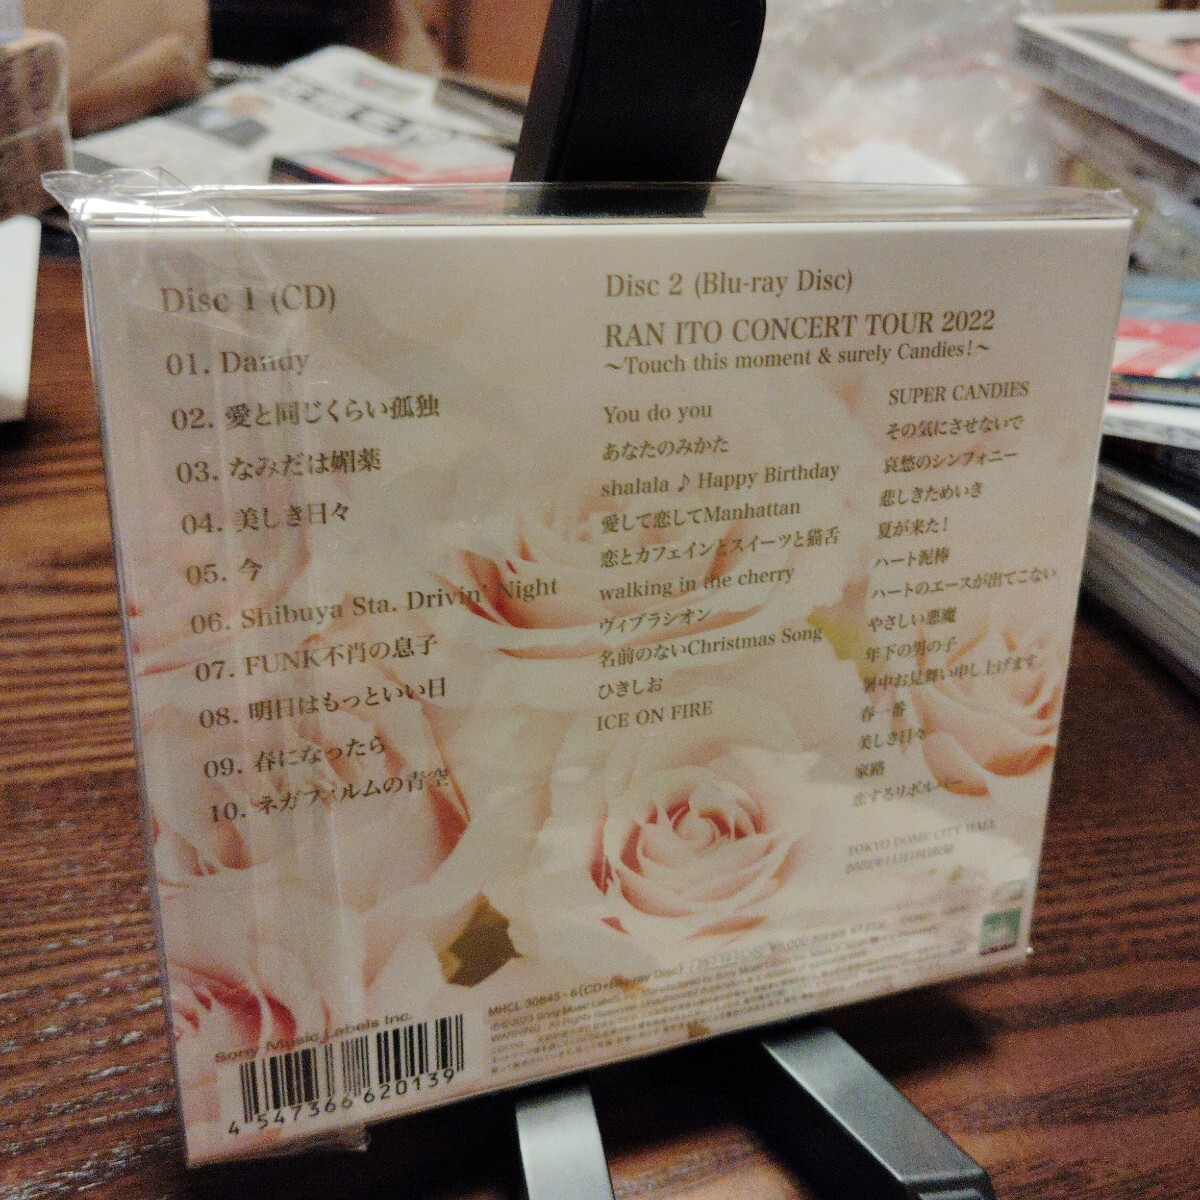 Disc 1 (CD)
01. Dandy
02. 愛と同じくらい孤独
03. なみだは媚薬
04. 美しき日々
05. 今
06. Shibuya Sta. Drivin' Night
07. FUNK不肖の息子
08. 明日はもっといい日
09. 春になったら
10. ネガフィルムの青空
Disc 2 (Blu-ray Disc)
RAN ITO CONCERT TOUR 2022
～Touch this moment & surely Candies!～
You do you
あなたのみかた
shalala ♪ Happy Birthday
愛して恋してManhattan
恋とカフェインとスイーツと猫舌
walking in the cherry
ヴィブラシオン
名前のないChristmas Song
ひきしお
ICE ON FIRE
SUPER CANDIES
その気にさせないで
哀愁のシンフォニー
悲しきためいき
夏が来た!
ハート泥棒
ハートのエースが出てこない
やさしい悪魔
年下の男の子
暑中お見舞い申し上げます
春一番
美しき日々
家路
恋するリボルバー
TOKYO DOME CITY HALL
Sony Music Labels Inc.
4 547366 620139
MHCL 30845~6 (CD+Blu-ray Disc)